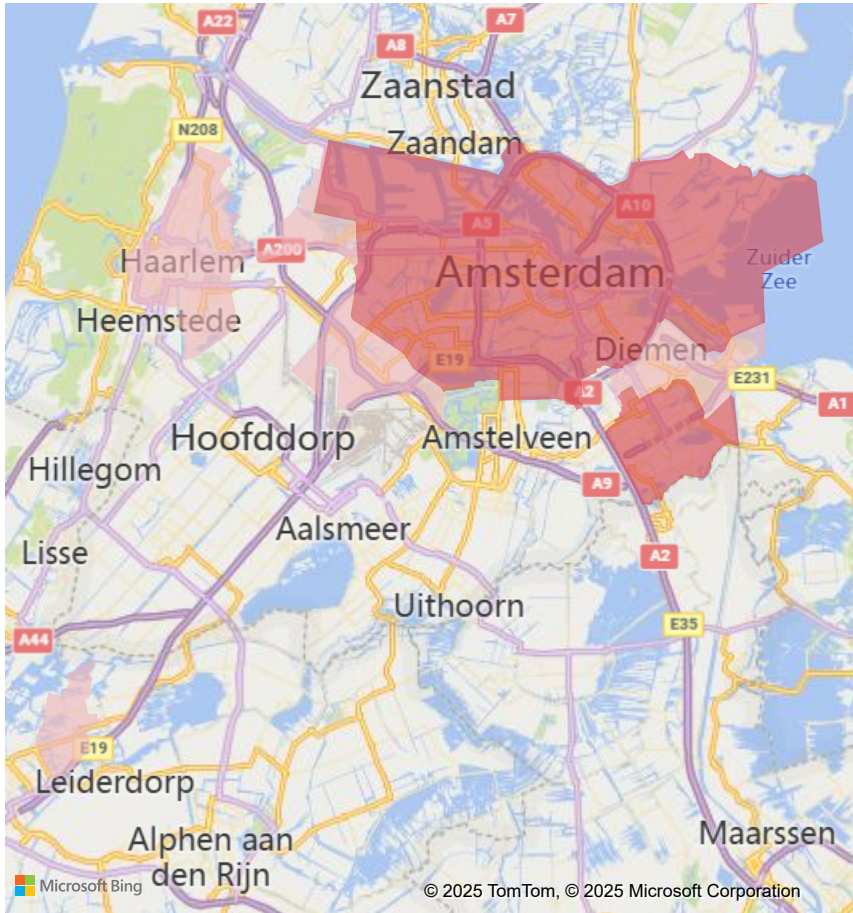 A22
A7
A8
Zaanstad
N208
Zaandam
A10
A5
A200
Haarlem
Amsterdam
Zuider
Zee
Heemstede
Diemen
E19
E231
A2
A1
Hoofddorp
Amstelveen
Hillegom
A9
Aalsmeer
Lisse
A2
Uithoorn
E35
A44
E19
Leiderdorp
Alphen aan
den Rijn
Maarssen
Microsoft Bing
© 2025 TomTom, © 2025 Microsoft Corporation